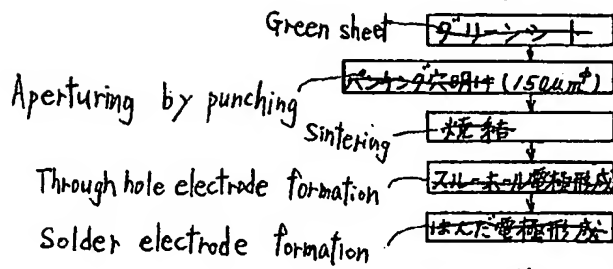 Green sheet グリーンシート
Aperturing by punching パンチング穴明け (150μmφ)
Sintering 焼結
Through hole electrode formation スルーホール電極形成
Solder electrode formation はんだ電極形成